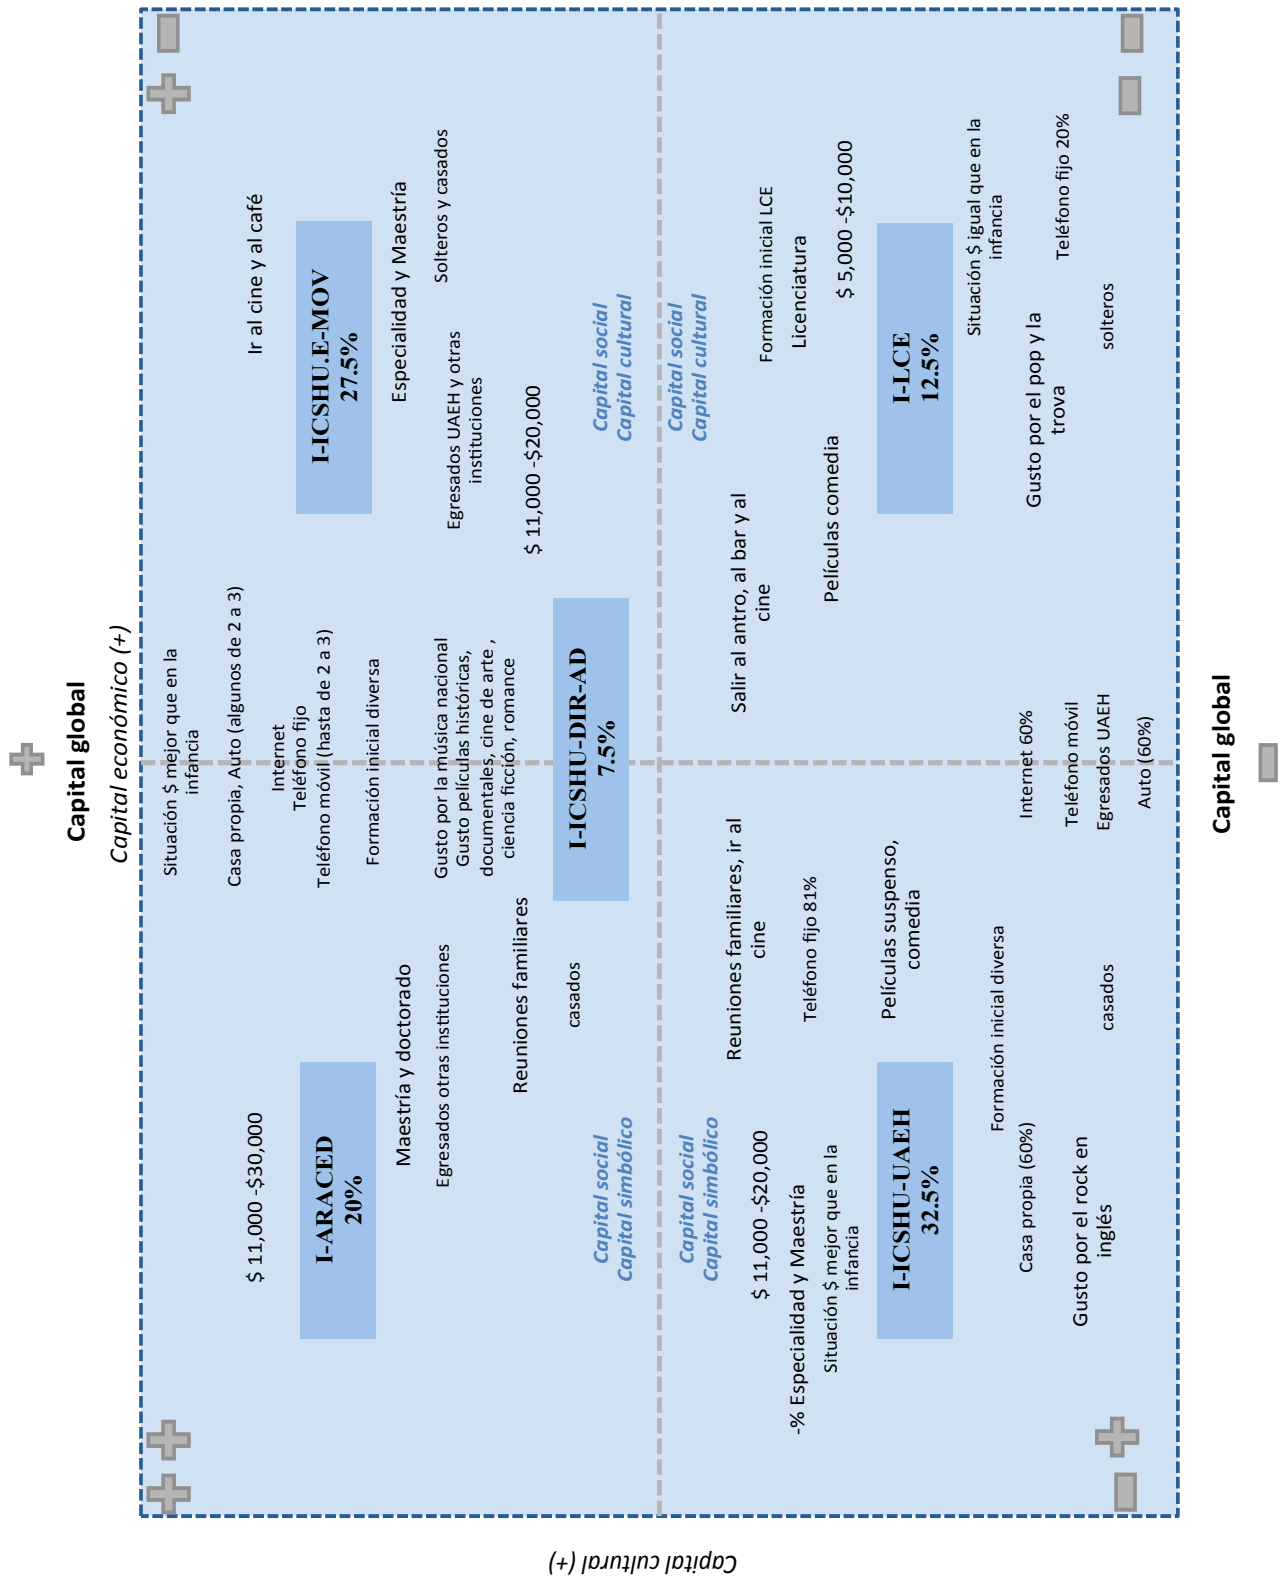 Capital global
Capital económico (+)
Capital cultural (+)
$ 11,000 -$30,000
I-ARACED
20%
Maestría y doctorado
Egresados otras instituciones
Reuniones familiares
casados
Capital social
Capital simbólico
Situación $ mejor que en la
infancia
Casa propia, Auto (algunos de 2 a 3)
Internet
Teléfono fijo
Teléfono móvil (hasta de 2 a 3)
Formación inicial diversa
Gusto por la música nacional
Gusto películas históricas,
documentales, cine de arte ,
ciencia ficción, romance
I-ICSHU-DIR-AD
7.5%
Ir al cine y al café
I-ICSHU.E-MOV
27.5%
Especialidad y Maestría
Solteros y casados
Egresados UAEH y otras
instituciones
$ 11,000 -$20,000
Capital social
Capital cultural
Capital social
Capital simbólico
$ 11,000 -$20,000
-% Especialidad y Maestría
Situación $ mejor que en la
infancia
Reuniones familiares, ir al
cine
Teléfono fijo 81%
Películas suspenso,
comedia
I-ICSHU-UAEH
32.5%
Formación inicial diversa
Casa propia (60%)
Gusto por el rock en
inglés
casados
Internet 60%
Teléfono móvil
Egresados UAEH
Auto (60%)
Capital social
Capital cultural
Salir al antro, al bar y al
cine
Películas comedia
Formación inicial LCE
Licenciatura
$ 5,000 -$10,000
I-LCE
12.5%
Situación $ igual que en la
infancia
Gusto por el pop y la
trova
Teléfono fijo 20%
solteros
Capital global